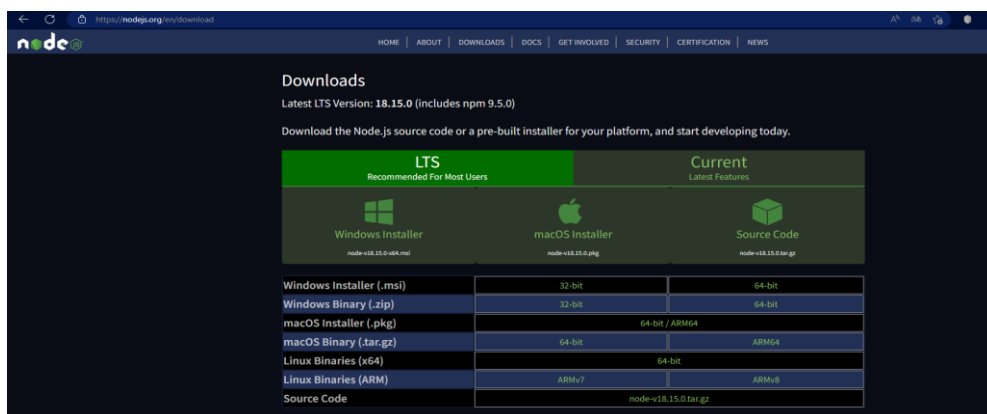 https://nodejs.org/en/download
node
HOME | ABOUT | DOWNLOADS | DOCS | GET INVOLVED | SECURITY | CERTIFICATION | NEWS
Downloads
Latest LTS Version: 18.15.0 (includes npm 9.5.0)
Download the Node.js source code or a pre-built installer for your platform, and start developing today.
LTS Current
Recommended For Most Users Latest Features
Windows Installer macOS Installer Source Code
node-v18.15.0-x64.msi node-v18.15.0.pkg node-v18.15.0.tar.gz
Windows Installer (.msi) 32-bit 64-bit
Windows Binary (.zip) 32-bit 64-bit
macOS Installer (.pkg) 64-bit / ARM64
macOS Binary (.tar.gz) 64-bit ARM64
Linux Binaries (x64) 64-bit
Linux Binaries (ARM) ARMv7 ARMv8
Source Code node-v18.15.0.tar.gz